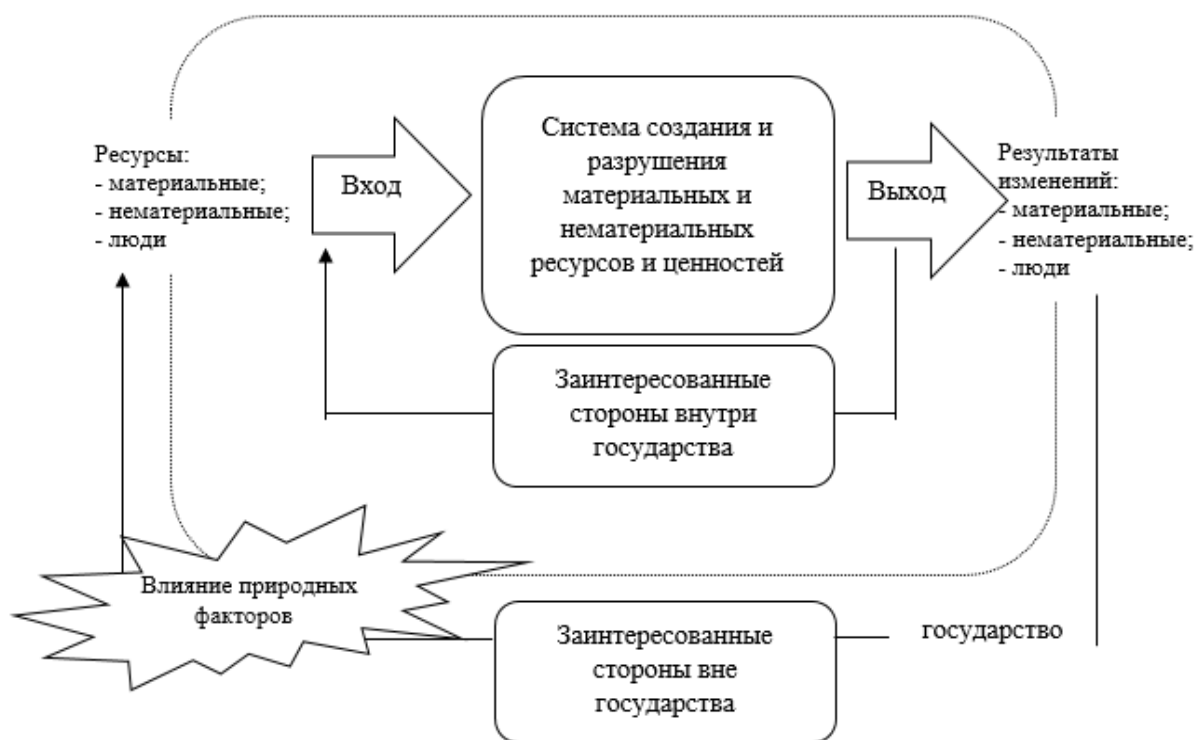 Ресурсы:
- материальные;
- нематериальные;
- люди
Вход
Система создания и
разрушения
материальных и
нематериальных
ресурсов и ценностей
Выход
Результаты
изменений:
- материальные;
- нематериальные;
- люди
Заинтересованные
стороны внутри
государства
Влияние природных
факторов
Заинтересованные
стороны вне
государства
государство